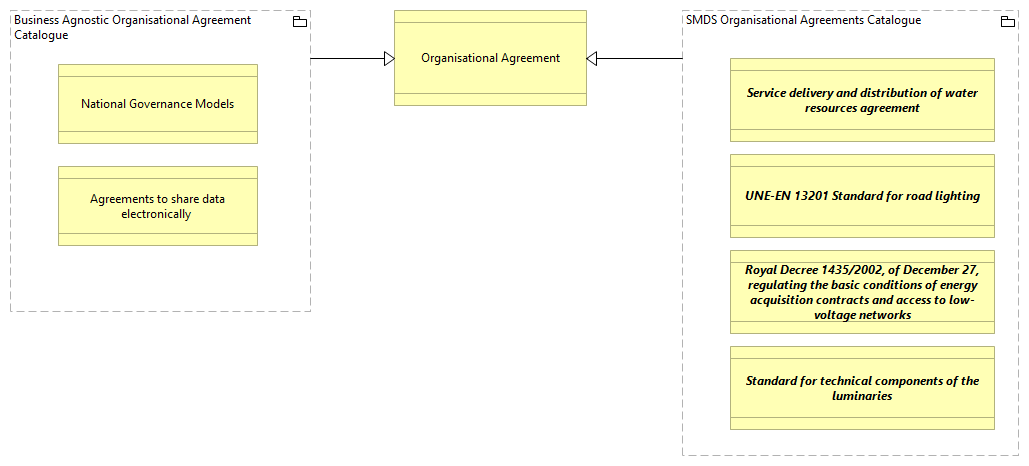 Business Agnostic Organisational Agreement
Catalogue
National Governance Models
Agreements to share data
electronically
Organisational Agreement
SMDS Organisational Agreements Catalogue
Service delivery and distribution of water
resources agreement
UNE-EN 13201 Standard for road lighting
Royal Decree 1435/2002, of December 27,
regulating the basic conditions of energy
acquisition contracts and access to low-
voltage networks
Standard for technical components of the
luminaries